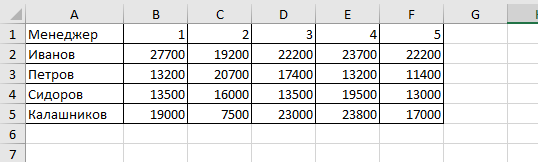 A B C D E F G
1 Менеджер 1 2 3 4 5
2 Иванов 27700 19200 22200 23700 22200
3 Петров 13200 20700 17400 13200 11400
4 Сидоров 13500 16000 13500 19500 13000
5 Калашников 19000 7500 23000 23800 17000
6
7